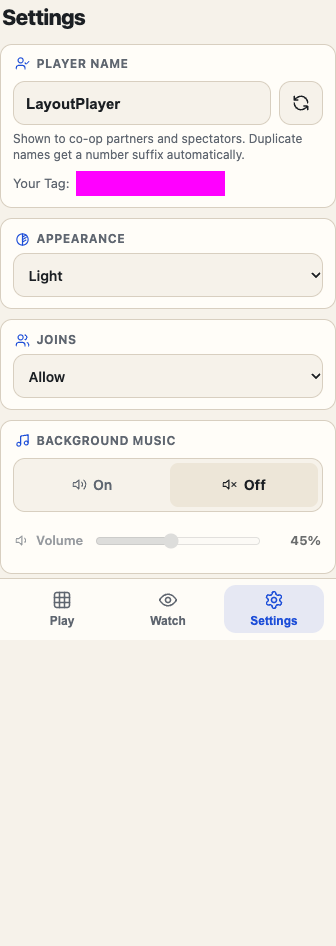 Settings
PLAYER NAME
LayoutPlayer
Shown to co-op partners and spectators. Duplicate
names get a number suffix automatically.
Your Tag:
APPEARANCE
Light
JOINS
Allow
BACKGROUND MUSIC
On
Off
Volume
45%
Play
Watch
Settings